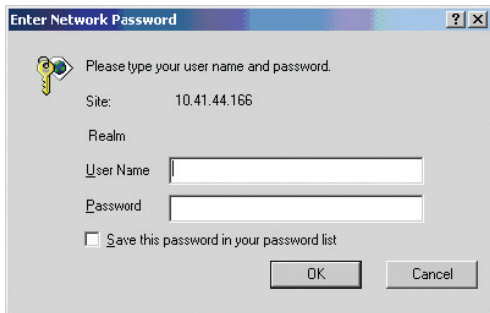 Enter Network Password
? X
Please type your user name and password.
Site: 10.41.44.166
Realm
User Name
Password
Save this password in your password list
OK Cancel